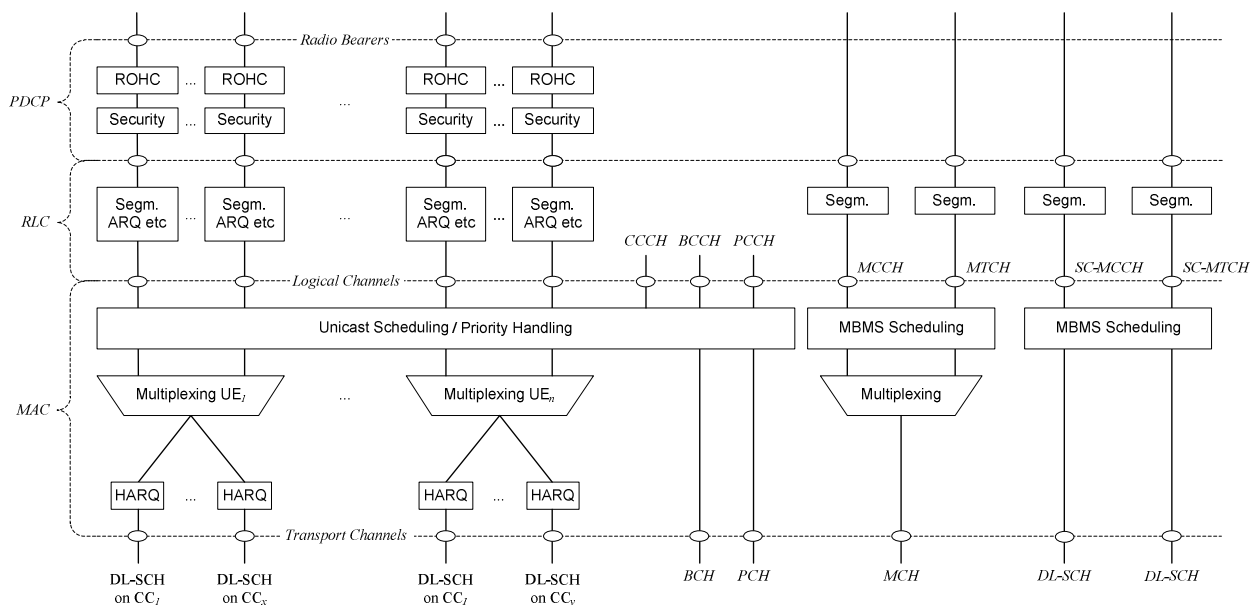 Radio Bearers
ROHC ... ROHC ROHC ... ROHC
PDCP ...
Security ... Security Security ... Security
Segm. ARQ etc ... Segm. ARQ etc ... Segm. ARQ etc ... Segm. ARQ etc Segm. Segm. Segm. Segm.
RLC
CCCH BCCH PCCH
MCCH MTCH SC-MCCH SC-MTCH
Logical Channels
Unicast Scheduling / Priority Handling MBMS Scheduling MBMS Scheduling
Multiplexing UE1 ... Multiplexing UEn Multiplexing
MAC
HARQ ... HARQ HARQ ... HARQ
Transport Channels
DL-SCH on CC1 DL-SCH on CCx DL-SCH on CC1 DL-SCH on CCy BCH PCH MCH DL-SCH DL-SCH